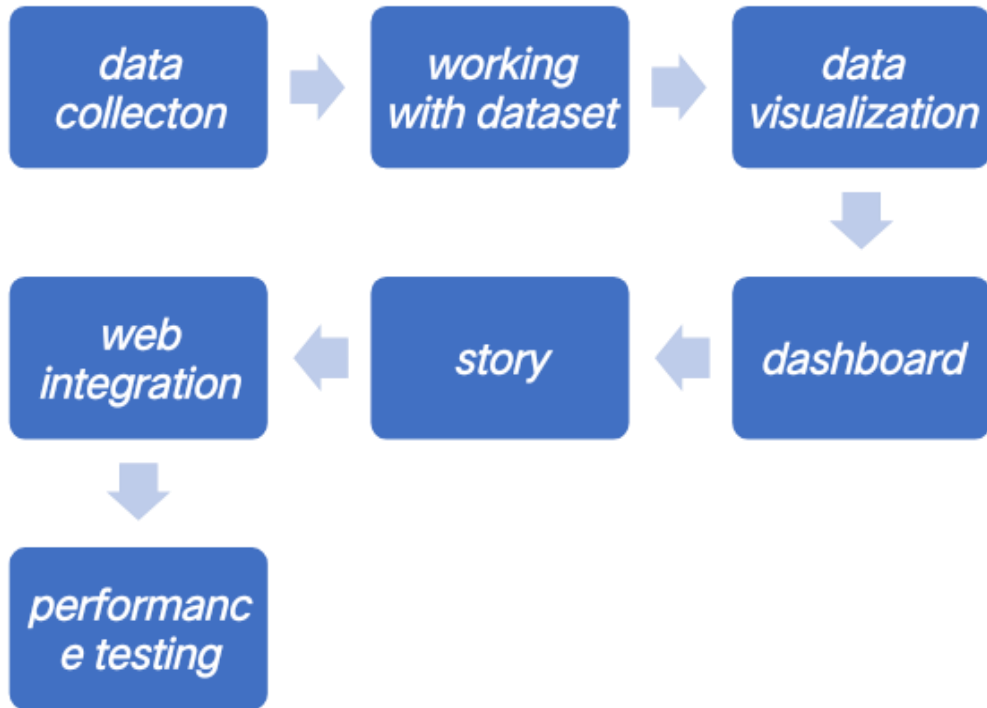 data
collecton
working
with dataset
data
visualization
dashboard
story
web
integration
performanc
e testing